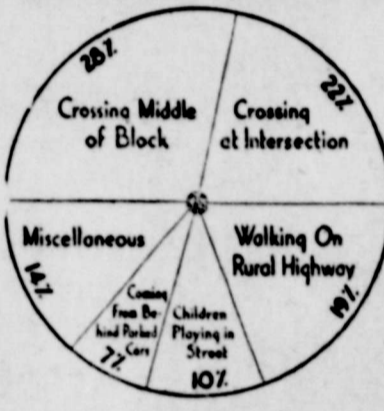 28%
Crossing Middle
of Block
22%
Crossing
at Intersection
Miscellaneous
14%
Coming
From Be-
hind Parked
Cars
7%
Children
Playing in
Street
10%
Walking On
Rural Highway
19%